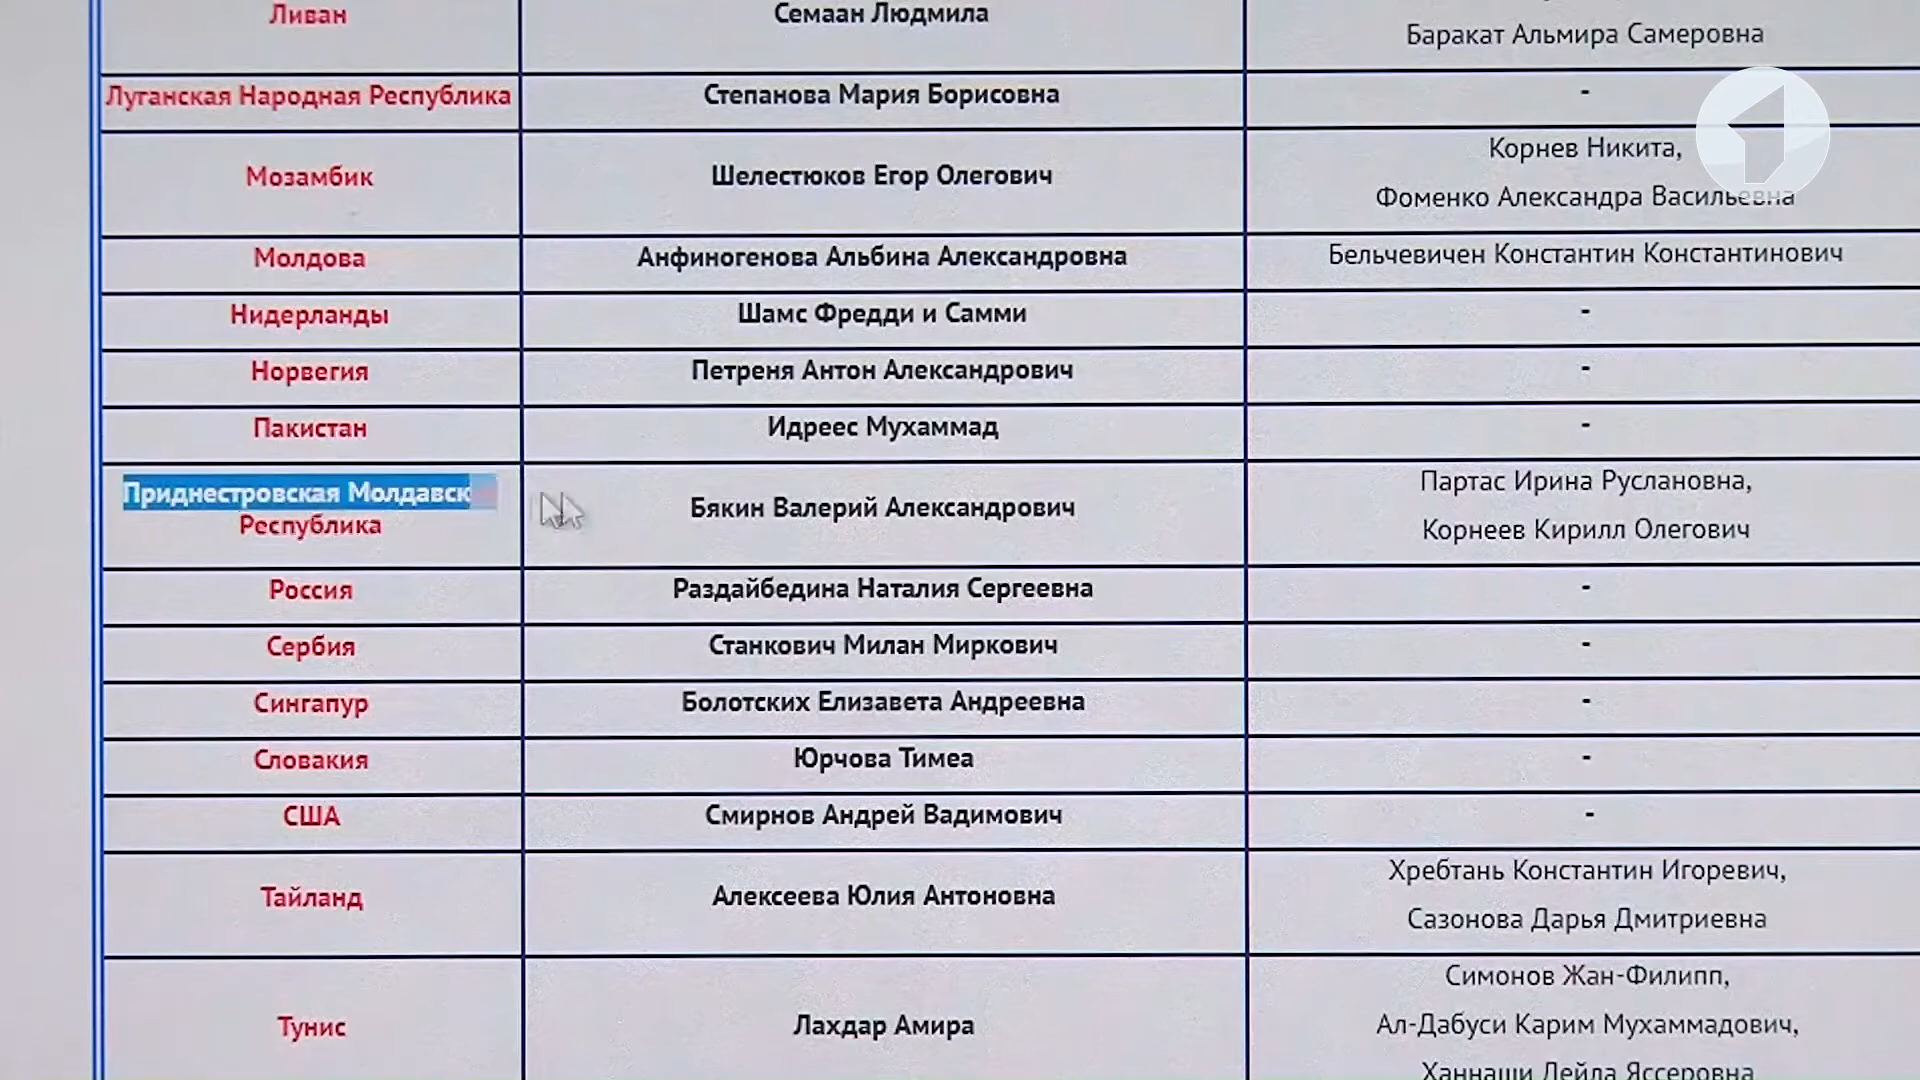 Ливан
Семаан Людмила
Баракат Альмира Самеровна
Луганская Народная Республика
Степанова Мария Борисовна
-
Мозамбик
Шелестюков Егор Олегович
Корнев Никита,
Фоменко Александра Васильевна
Молдова
Анфиногенова Альбина Александровна
Бельчевичен Константин Константинович
Нидерланды
Шамс Фредди и Самми
-
Норвегия
Петреня Антон Александрович
-
Пакистан
Идреес Мухаммад
-
Приднестровская Молдавск
Республика
Бякин Валерий Александрович
Партас Ирина Руслановна,
Корнеев Кирилл Олегович
Россия
Раздайбедина Наталия Сергеевна
-
Сербия
Станкович Милан Миркович
-
Сингапур
Болотских Елизавета Андреевна
-
Словакия
Юрчова Тимеа
-
США
Смирнов Андрей Вадимович
-
Тайланд
Алексеева Юлия Антоновна
Хребтань Константин Игоревич,
Сазонова Дарья Дмитриевна
Тунис
Лахдар Амира
Симонов Жан-Филипп,
Ал-Дабуси Карим Мухаммадович,
Ханнаши Лейла Яссеровна